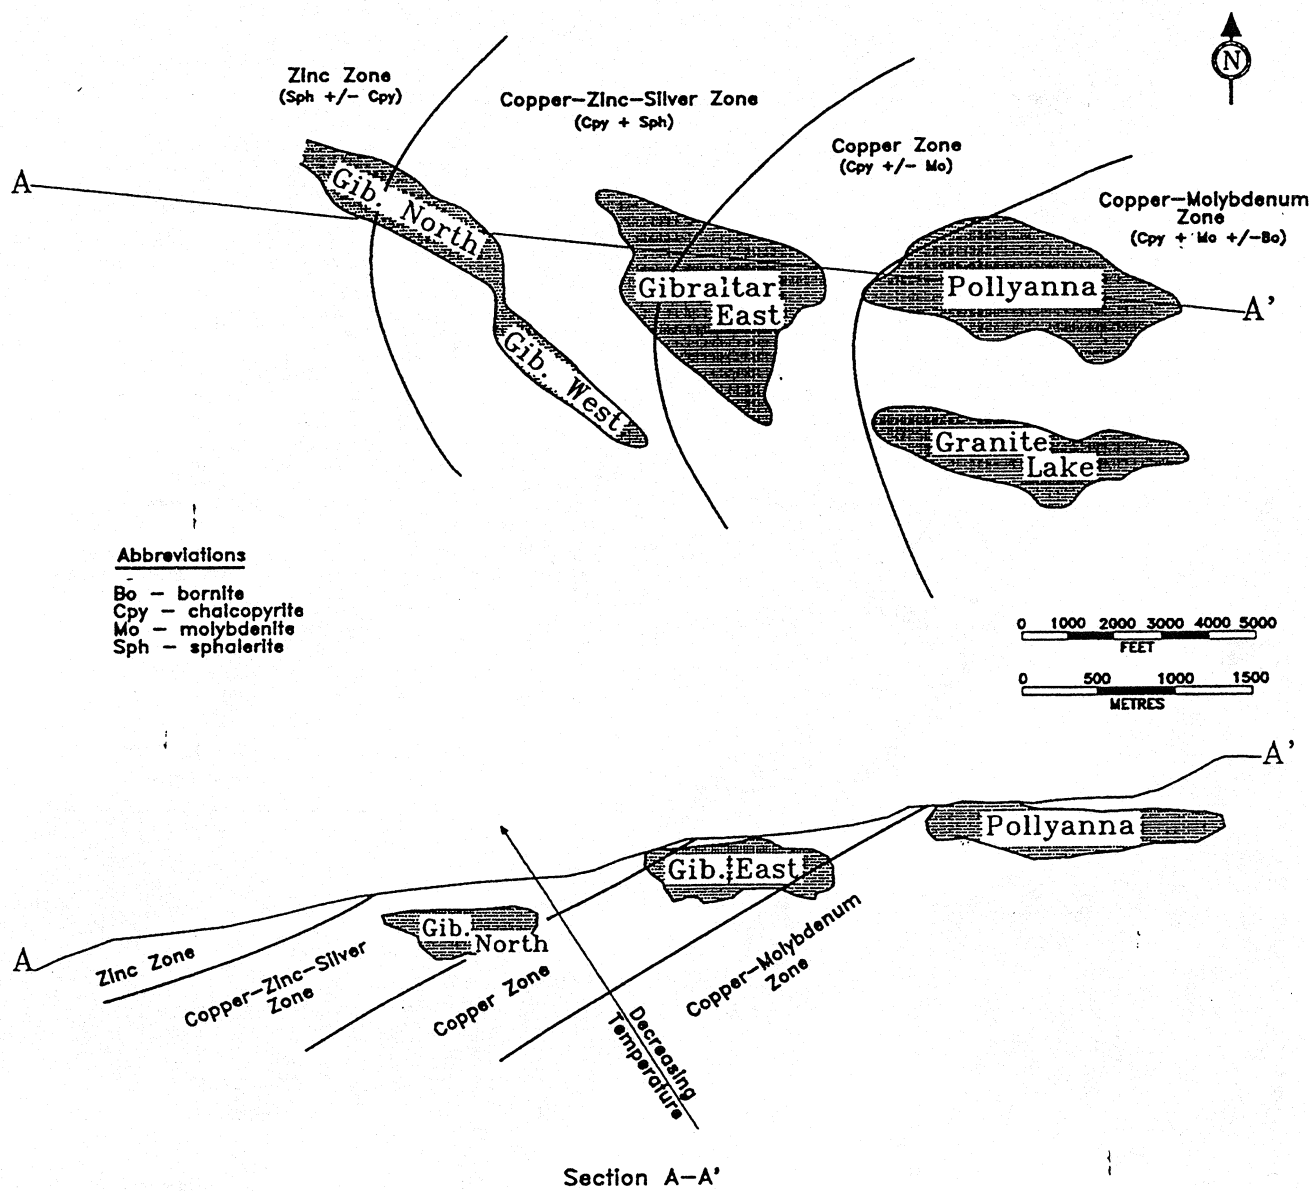 N
Zinc Zone
(Sph +/- Cpy)
Copper-Zinc-Silver Zone
(Cpy + Sph)
Copper Zone
(Cpy +/- Mo)
Copper-Molybdenum
Zone
(Cpy + Mo +/-Bo)
A
Gib. North
Gibraltar
East
Pollyanna
A'
Gib. West
Granite
Lake
Abbreviations
Bo - bornite
Cpy - chalcopyrite
Mo - molybdenite
Sph - sphalerite
0 1000 2000 3000 4000 5000
FEET
0 500 1000 1500
METRES
A'
Pollyanna
Gib. East
Gib.
North
A
Zinc Zone
Copper-Zinc-Silver
Zone
Copper Zone
Copper-Molybdenum
Zone
Decreasing
Temperature
Section A-A'